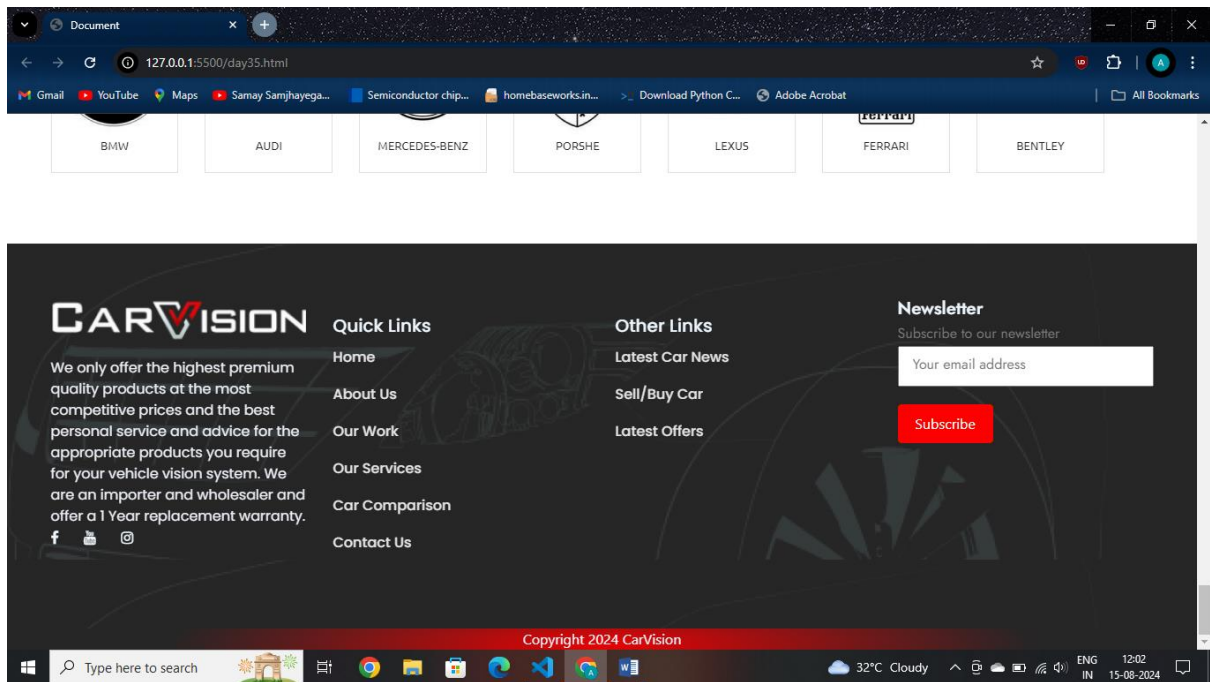 Document
127.0.0.1:5500/day35.html
Gmail YouTube Maps Samay Samjhayega... Semiconductor chip... homebaseworks.in... Download Python C... Adobe Acrobat All Bookmarks
Ferrari
BMW AUDI MERCEDES-BENZ PORSHE LEXUS FERRARI BENTLEY
CARVISION
We only offer the highest premium
quality products at the most
competitive prices and the best
personal service and advice for the
appropriate products you require
for your vehicle vision system. We
are an importer and wholesaler and
offer a 1 Year replacement warranty.
Quick Links
Home
About Us
Our Work
Our Services
Car Comparison
Contact Us
Other Links
Latest Car News
Sell/Buy Car
Latest Offers
Newsletter
Subscribe to our newsletter
Your email address
Subscribe
Copyright 2024 CarVision
Type here to search
32°C Cloudy
ENG
IN
12:02
15-08-2024